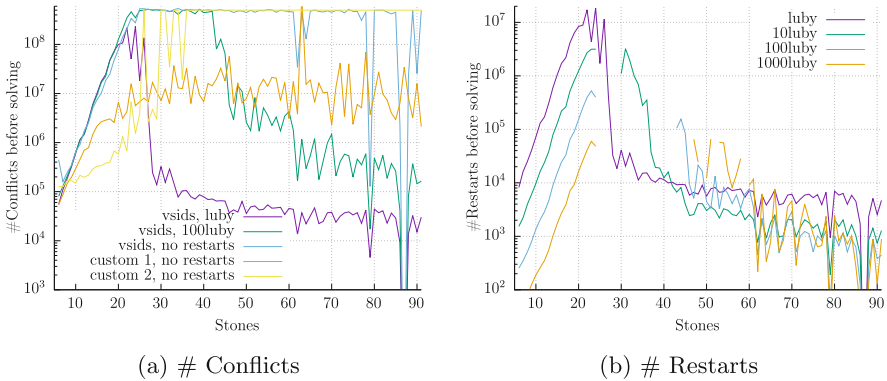 #Conflicts before solving
10^8
10^7
10^6
10^5
10^4
10^3
vsids, luby
vsids, 100luby
vsids, no restarts
custom 1, no restarts
custom 2, no restarts
10 20 30 40 50 60 70 80 90
Stones
(a) # Conflicts
#Restarts before solving
10^7
10^6
10^5
10^4
10^3
10^2
luby
10luby
100luby
1000luby
10 20 30 40 50 60 70 80 90
Stones
(b) # Restarts